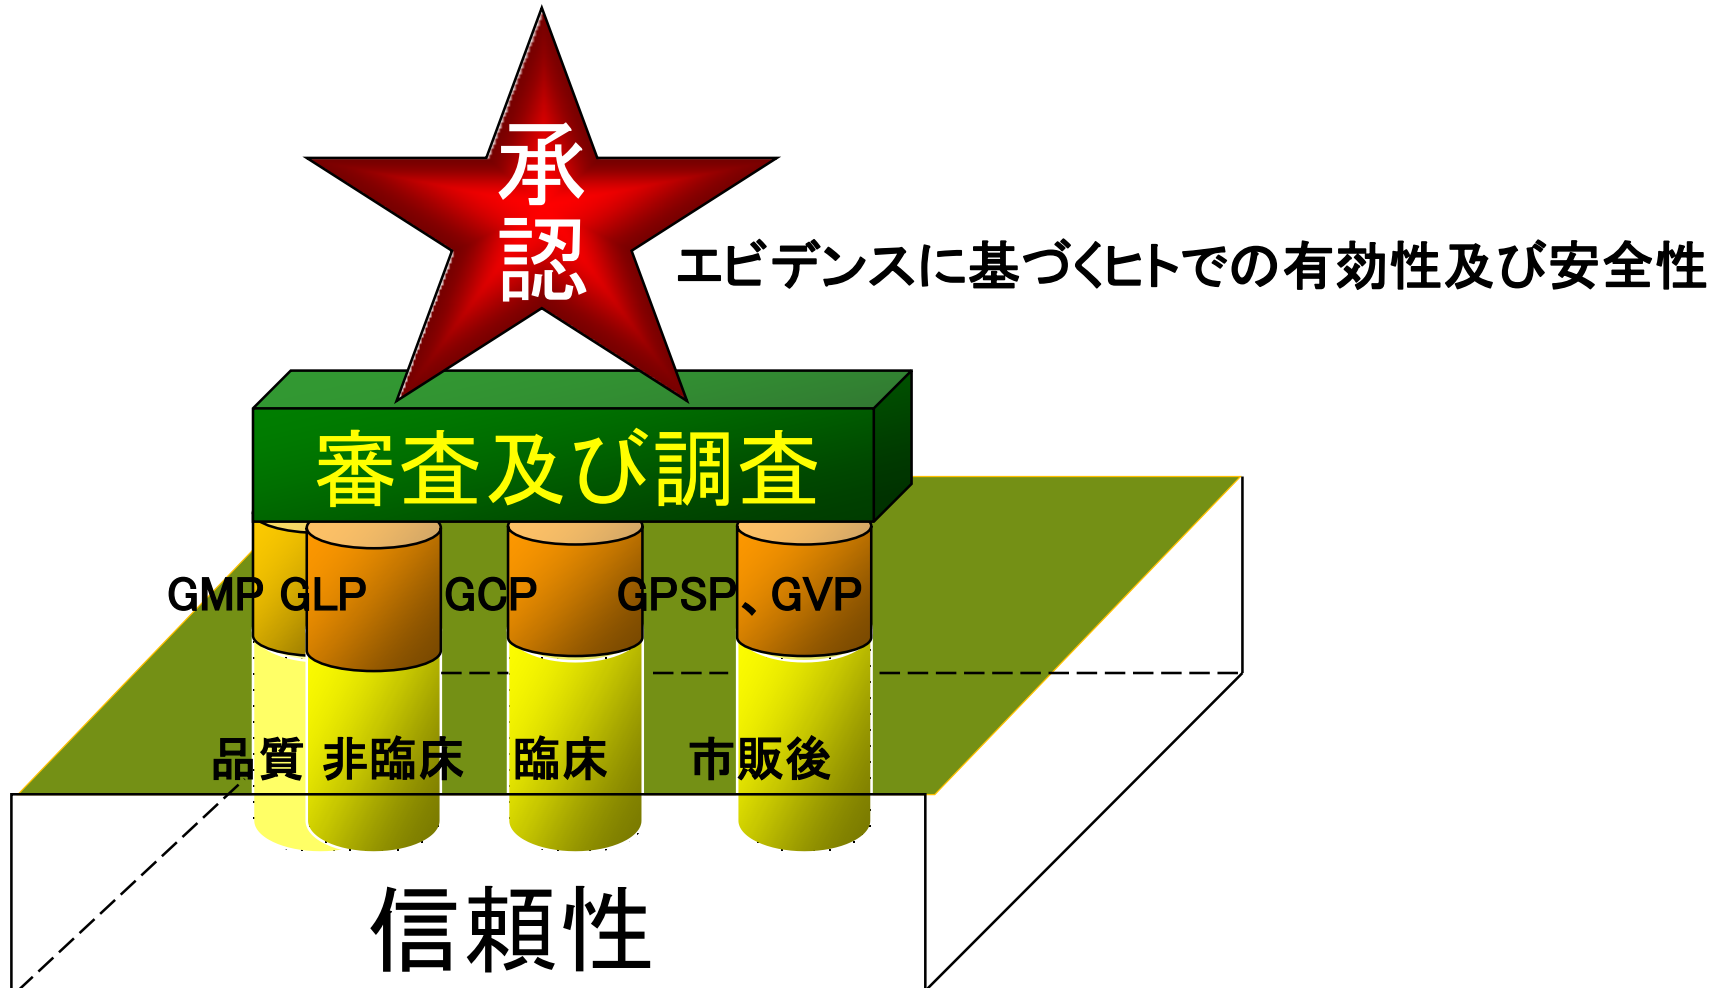 承
認
エビデンスに基づくヒトでの有効性及び安全性
審査及び調査
GMP GLP GCP GPSP、GVP
品質 非臨床 臨床 市販後
信頼性